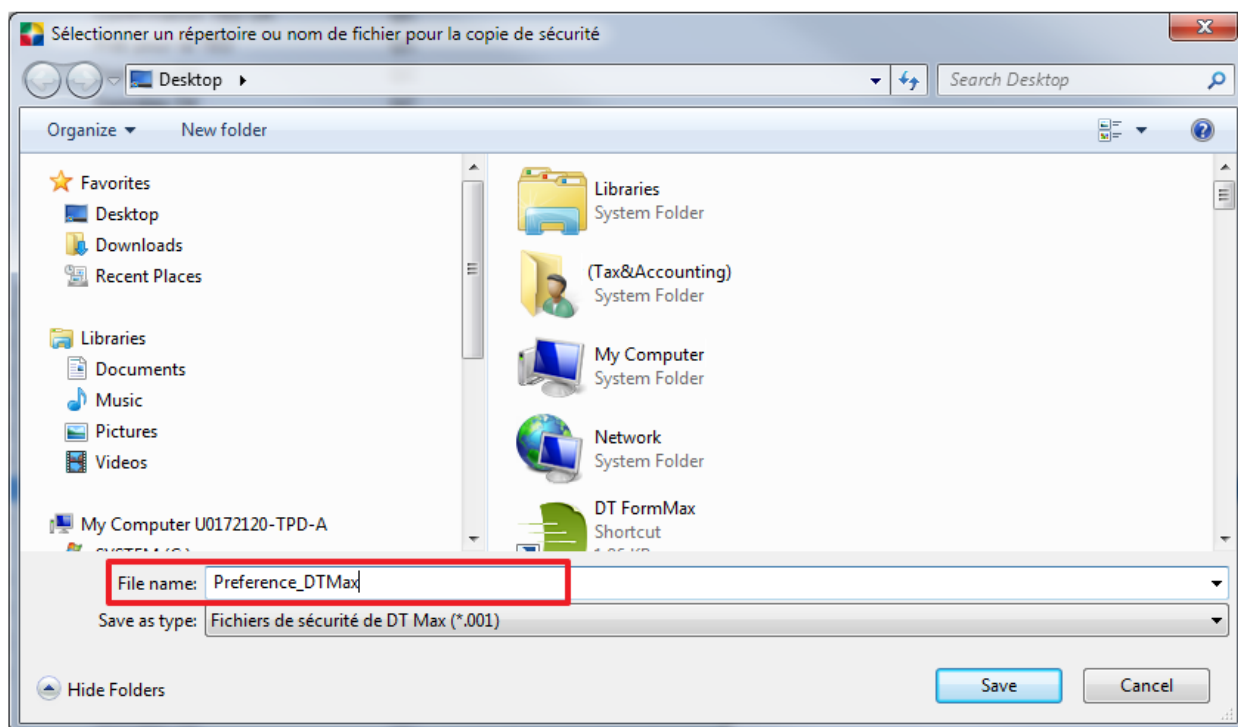 Sélectionner un répertoire ou nom de fichier pour la copie de sécurité
x
Desktop
Search Desktop
Organize
New folder
Favorites
Desktop
Downloads
Recent Places
Libraries
Documents
Music
Pictures
Videos
My Computer U0172120-TPD-A
Libraries
System Folder
(Tax&Accounting)
System Folder
My Computer
System Folder
Network
System Folder
DT FormMax
Shortcut
File name: Preference_DTMax
Save as type: Fichiers de sécurité de DT Max (*.001)
Hide Folders
Save
Cancel